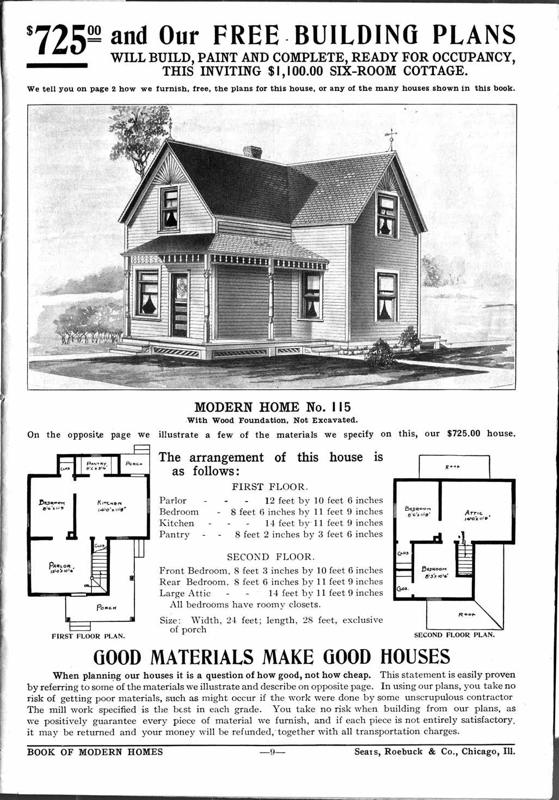 $725.00 and Our FREE BUILDING PLANS
WILL BUILD, PAINT AND COMPLETE, READY FOR OCCUPANCY,
THIS INVITING $1,100.00 SIX-ROOM COTTAGE.
We tell you on page 2 how we furnish, free, the plans for this house, or any of the many houses shown in this book.
MODERN HOME No. 115
With Wood Foundation, Not Excavated.
On the opposite page we illustrate a few of the materials we specify on this, our $725.00 house.
CLOS.
PANTRY
PORCH
BEDROOM
KITCHEN
PARLOR
CLOS
PORCH
FIRST FLOOR PLAN.
The arrangement of this house is
as follows:
FIRST FLOOR.
Parlor - - - 12 feet by 10 feet 6 inches
Bedroom - 8 feet 6 inches by 11 feet 9 inches
Kitchen - - - 14 feet by 11 feet 9 inches
Pantry - - 8 feet 2 inches by 3 feet 6 inches
SECOND FLOOR.
Front Bedroom, 8 feet 3 inches by 10 feet 6 inches
Rear Bedroom, 8 feet 6 inches by 11 feet 9 inches
Large Attic - - 14 feet by 11 feet 9 inches
All bedrooms have roomy closets.
Size: Width, 24 feet; length, 28 feet, exclusive
of porch
ROOF
BEDROOM
ATTIC
CLOS
BEDROOM
CLOS.
ROOF
SECOND FLOOR PLAN.
GOOD MATERIALS MAKE GOOD HOUSES
When planning our houses it is a question of how good, not how cheap. This statement is easily proven
by referring to some of the materials we illustrate and describe on opposite page. In using our plans, you take no
risk of getting poor materials, such as might occur if the work were done by some unscrupulous contractor
The mill work specified is the best in each grade. You take no risk when building from our plans, as
we positively guarantee every piece of material we furnish, and if each piece is not entirely satisfactory,
it may be returned and your money will be refunded, together with all transportation charges.
BOOK OF MODERN HOMES
—9—
Sears, Roebuck & Co., Chicago, Ill.